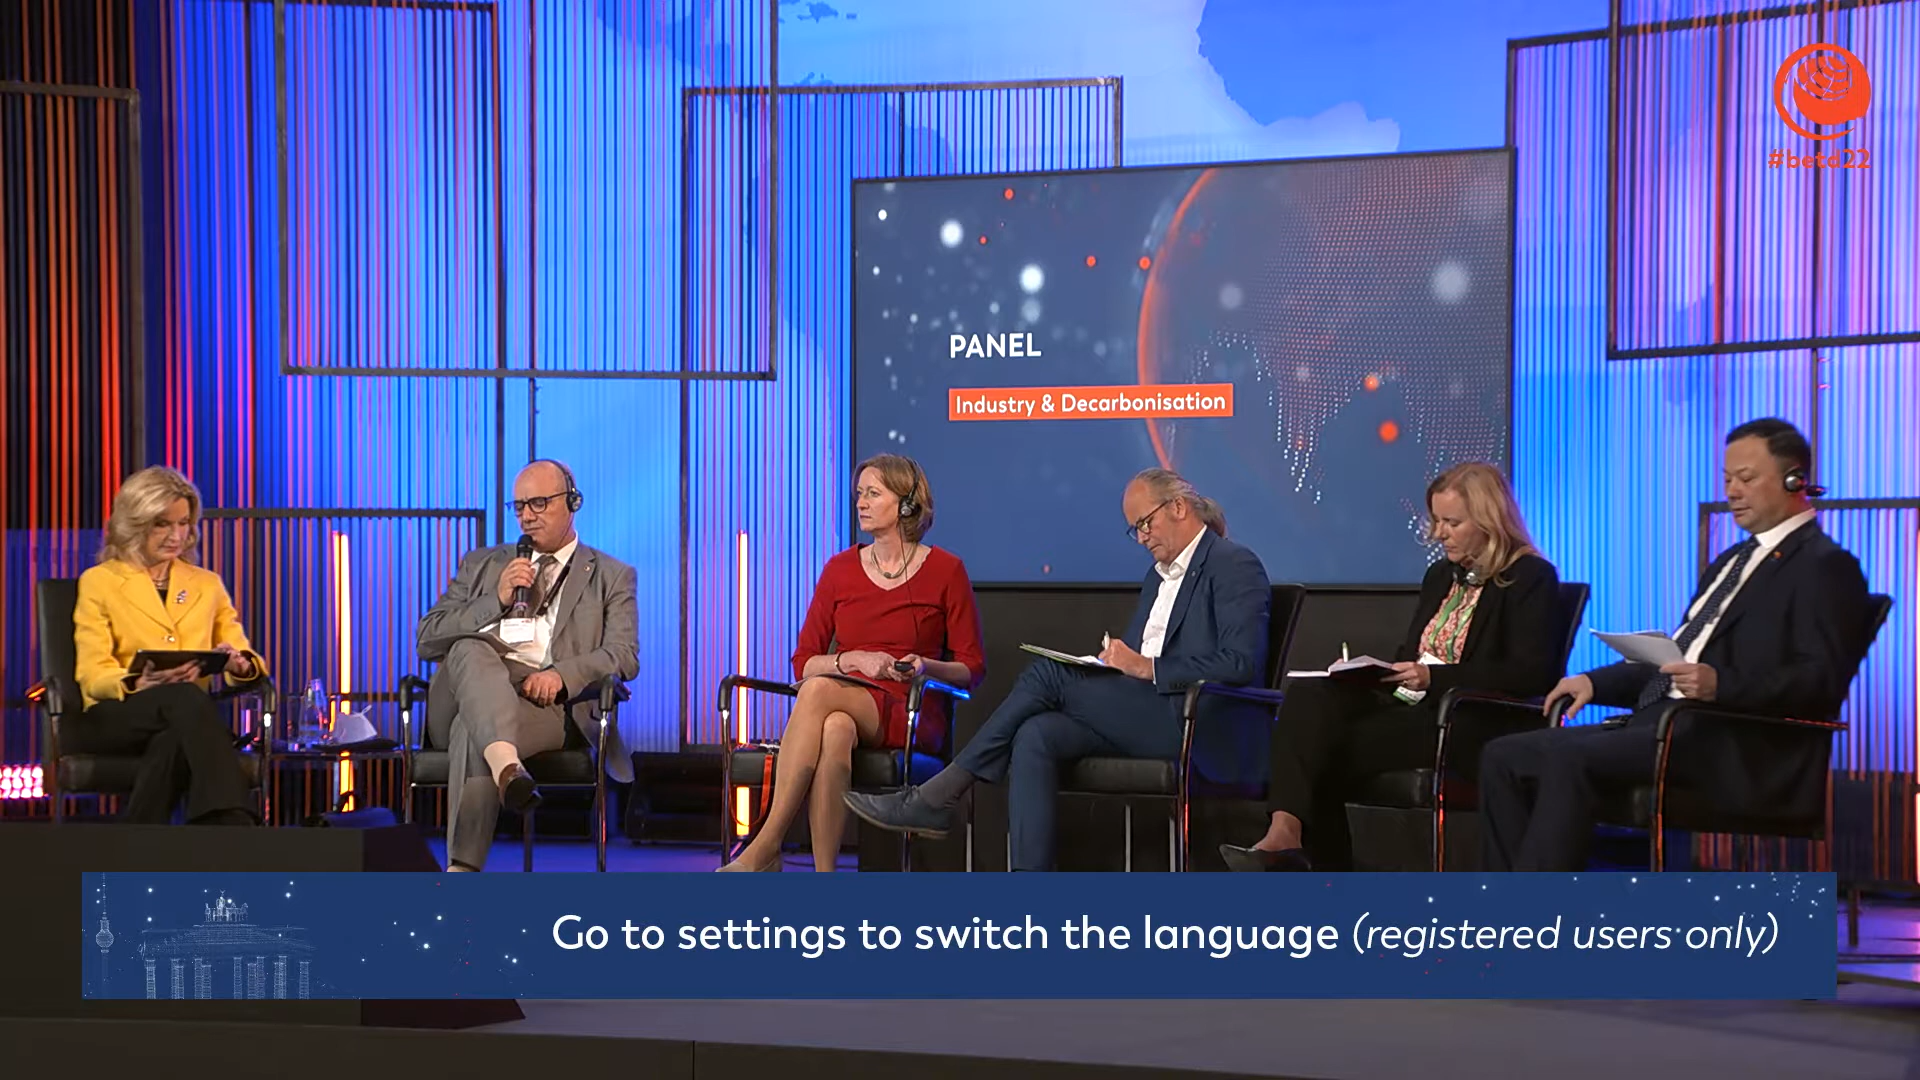 #betd22
PANEL
Industry & Decarbonisation
Go to settings to switch the language (registered users only)